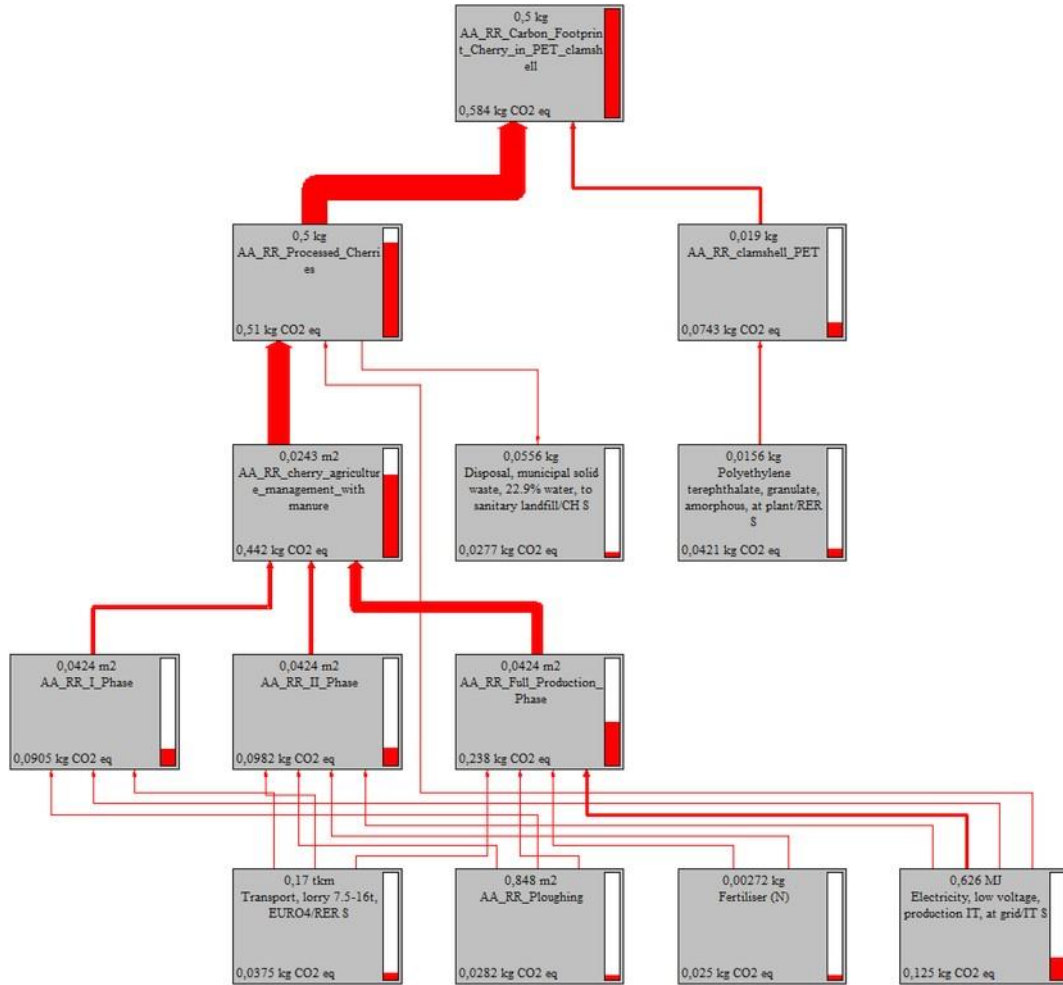 0,5 kg
AA_RR_Carbon_Footprin
t_Cherry_in_PET_clamsh
ell
0,584 kg CO2 eq
0,5 kg
AA_RR_Processed_Cherri
es
0,51 kg CO2 eq
0,019 kg
AA_RR_clamshell_PET
0,0743 kg CO2 eq
0,0243 m2
AA_RR_cherry_agricultur
e_management_with
manure
0,442 kg CO2 eq
0,0556 kg
Disposal, municipal solid
waste, 22.9% water, to
sanitary landfill/CH S
0,0277 kg CO2 eq
0,0156 kg
Polyethylene
terephthalate, granulate,
amorphous, at plant/RER
S
0,0421 kg CO2 eq
0,0424 m2
AA_RR_I_Phase
0,0905 kg CO2 eq
0,0424 m2
AA_RR_II_Phase
0,0982 kg CO2 eq
0,0424 m2
AA_RR_Full_Production_
Phase
0,238 kg CO2 eq
0,17 tkm
Transport, lorry 7.5-16t,
EURO4/RER S
0,0375 kg CO2 eq
0,848 m2
AA_RR_Ploughing
0,0282 kg CO2 eq
0,00272 kg
Fertiliser (N)
0,025 kg CO2 eq
0,626 MJ
Electricity, low voltage,
production IT, at grid/IT S
0,125 kg CO2 eq